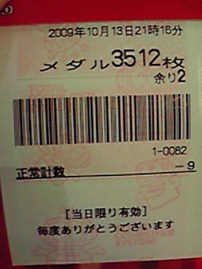 2009年10月13日21時16分
メダル3512枚
余り2
1-0082
正常計数 -9
[当日限り有効]
毎度ありがとうございます